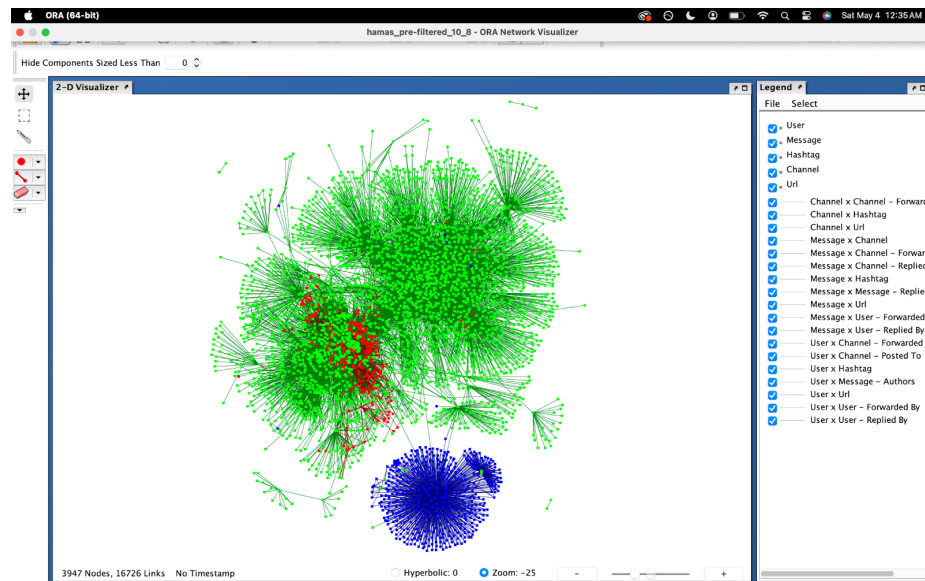 ORA (64-bit)
Sat May 4 12:35 AM
hamas_pre-filtered_10_8 - ORA Network Visualizer
Hide Components Sized Less Than 0
2-D Visualizer
Legend
File Select
User
Message
Hashtag
Channel
Url
Channel x Channel - Forward
Channel x Hashtag
Channel x Url
Message x Channel
Message x Channel - Forwar
Message x Channel - Replied
Message x Hashtag
Message x Message - Replie
Message x Url
Message x User - Forwarded
Message x User - Replied By
User x Channel - Forwarded
User x Channel - Posted To
User x Hashtag
User x Message - Authors
User x Url
User x User - Forwarded By
User x User - Replied By
3947 Nodes, 16726 Links No Timestamp
Hyperbolic: 0 Zoom: -25 - +